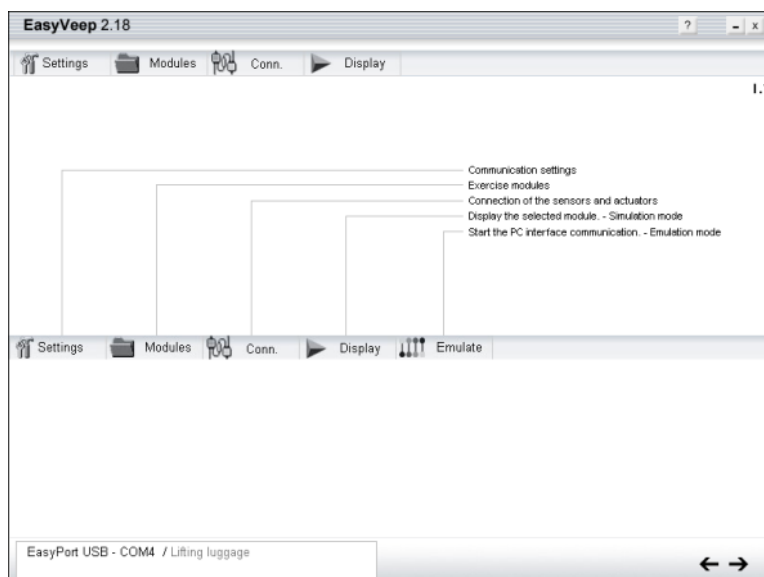 EasyVeep 2.18 ? - x
Settings Modules Conn. Display
Communication settings
Exercise modules
Connection of the sensors and actuators
Display the selected module. - Simulation mode
Start the PC interface communication. - Emulation mode
Settings Modules Conn. Display Emulate
EasyPort USB - COM4 / Lifting luggage